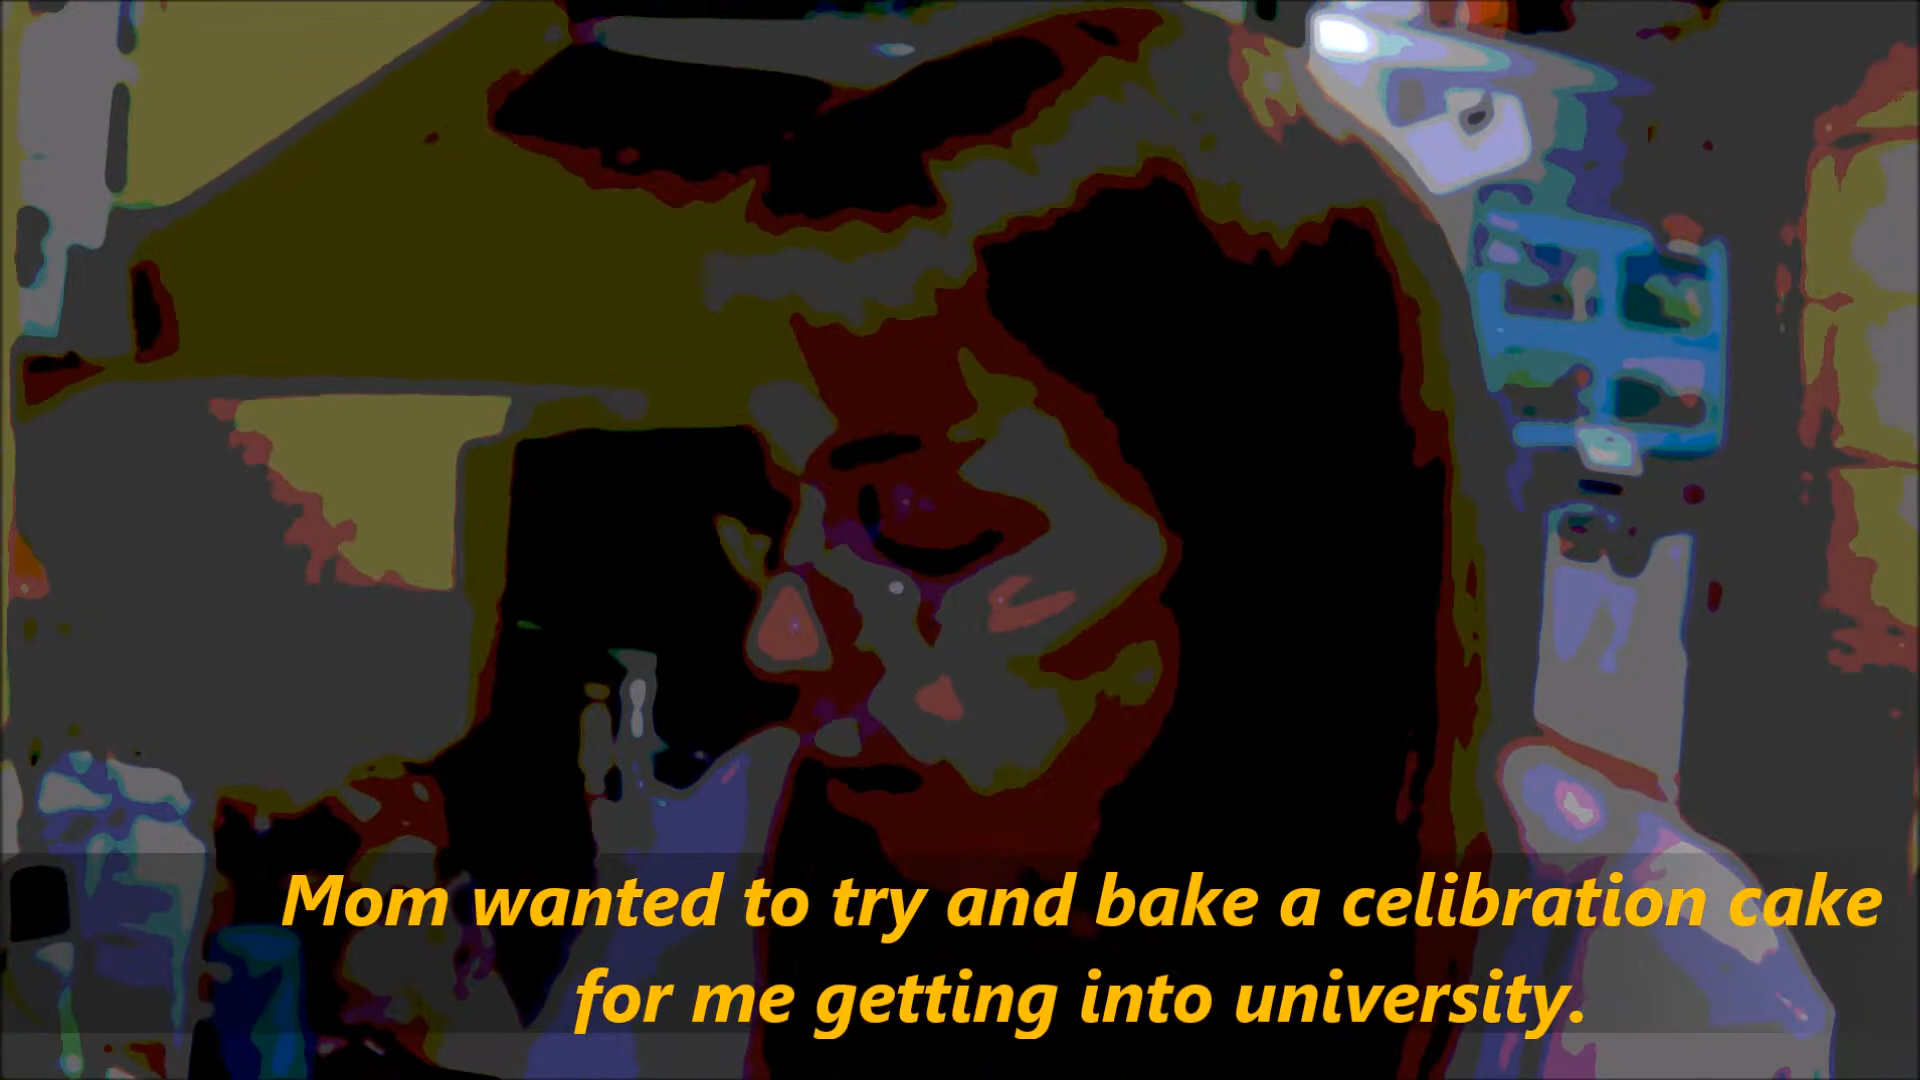 Mom wanted to try and bake a celibration cake
for me getting into university.